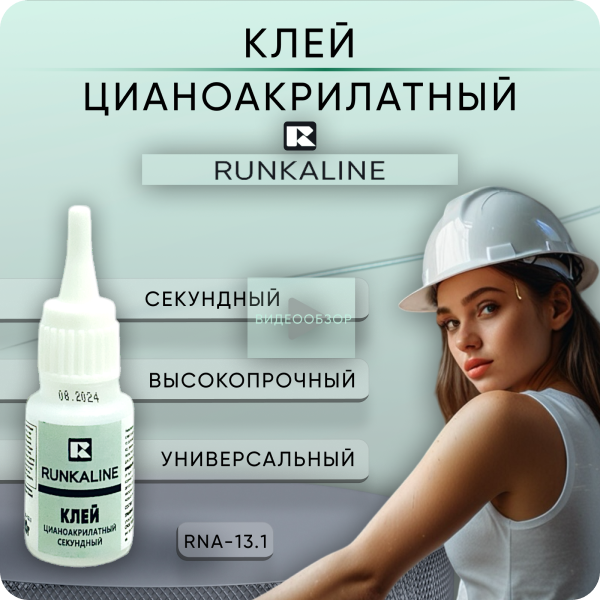 КЛЕЙ
ЦИАНОАКРИЛАТНЫЙ
RUNKALINE
СЕКУНДНЫЙ
ВИДЕООБЗОР
ВЫСОКОПРОЧНЫЙ
УНИВЕРСАЛЬНЫЙ
RNA-13.1
08.2024
RUNKALINE
КЛЕЙ
ЦИАНОАКРИЛАТНЫЙ
СЕКУНДНЫЙ